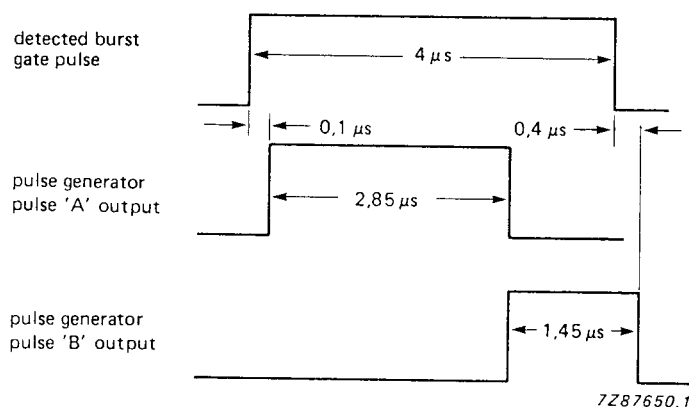 detected burst
gate pulse
4 μs
0,1 μs
0,4 μs
pulse generator
pulse 'A' output
2,85 μs
pulse generator
pulse 'B' output
1,45 μs
7Z87650.1